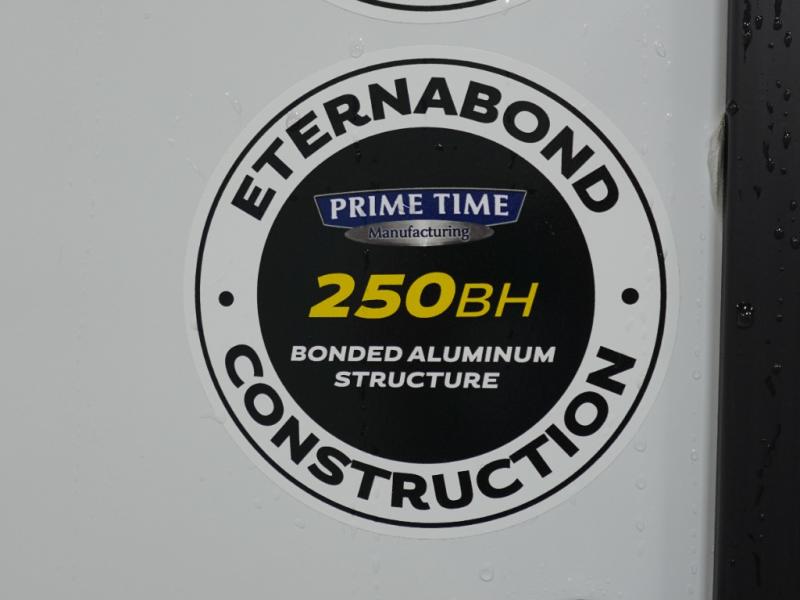 ETERNABOND
PRIME TIME
Manufacturing
250BH
BONDED ALUMINUM
STRUCTURE
CONSTRUCTION